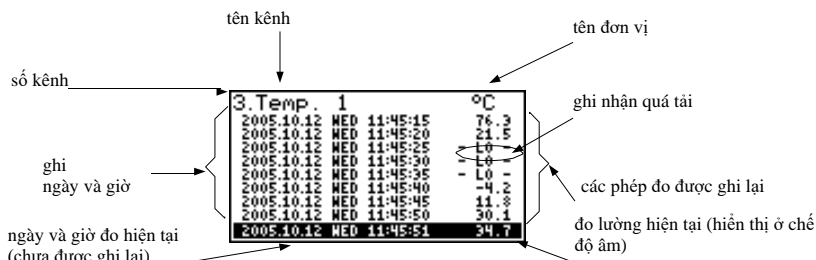 tên kênh
tên đơn vị
số kênh
3.Temp. 1 °C
2005.10.12 WED 11:45:15 76.3
2005.10.12 WED 11:45:20 21.5
2005.10.12 WED 11:45:25 - LO -
2005.10.12 WED 11:45:30 - LO -
2005.10.12 WED 11:45:35 - LO -
2005.10.12 WED 11:45:40 -4.2
2005.10.12 WED 11:45:45 11.8
2005.10.12 WED 11:45:50 30.1
2005.10.12 WED 11:45:51 34.7
ghi nhận quá tải
ghi
ngày và giờ
các phép đo được ghi lại
đo lường hiện tại (hiển thị ở chế
độ âm)
ngày và giờ đo hiện tại
(chưa được ghi lại)